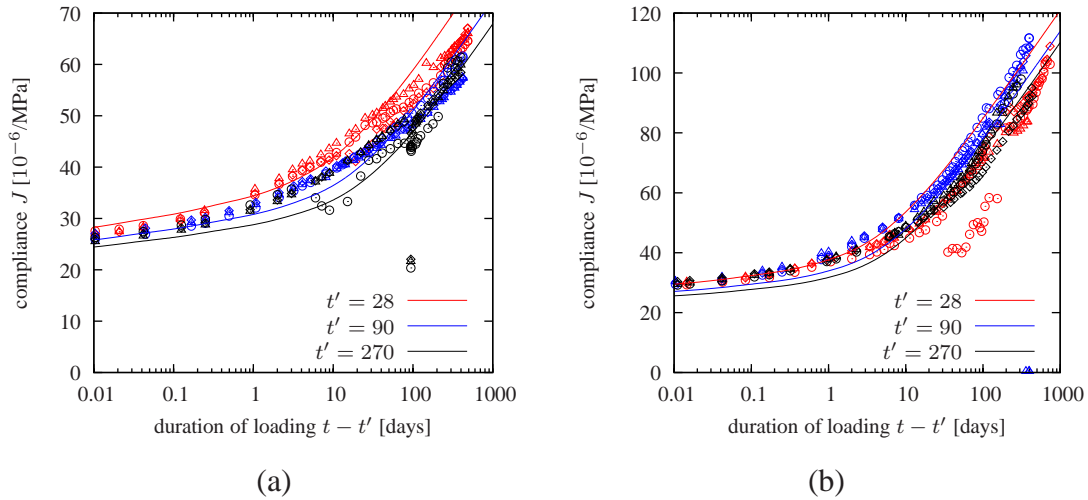 70
60
50
40
30
20
10
0
compliance J [10−6/MPa]
t′ = 28
t′ = 90
t′ = 270
0.01 0.1 1 10 100 1000
duration of loading t − t′ [days]
(a)
120
100
80
60
40
20
0
compliance J [10−6/MPa]
t′ = 28
t′ = 90
t′ = 270
0.01 0.1 1 10 100 1000
duration of loading t − t′ [days]
(b)